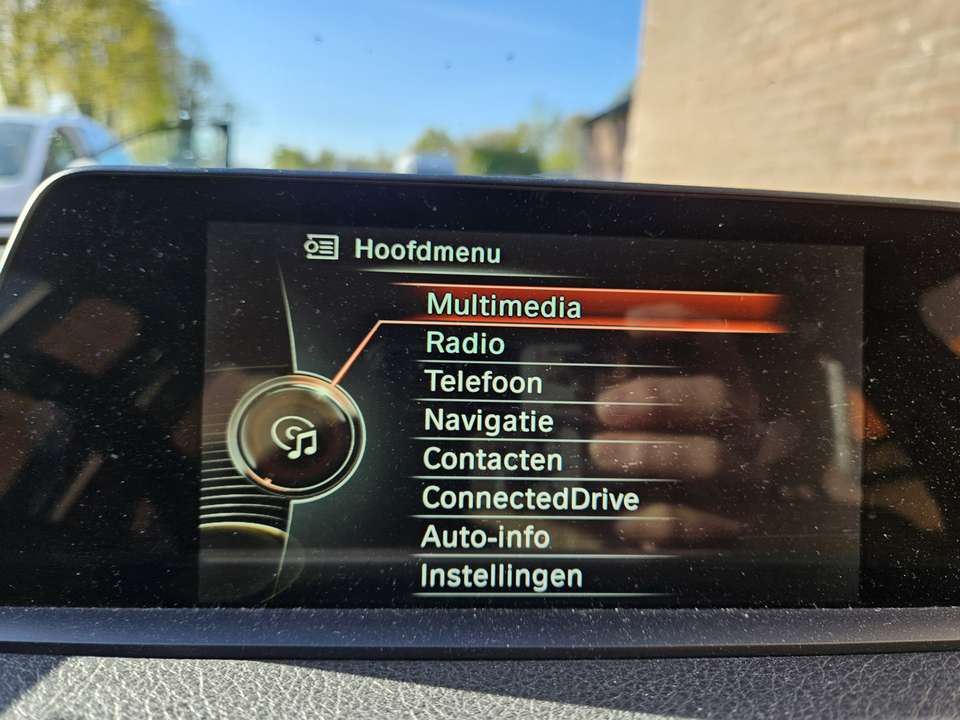 Hoofdmenu
Multimedia
Radio
Telefoon
Navigatie
Contacten
ConnectedDrive
Auto-info
Instellingen